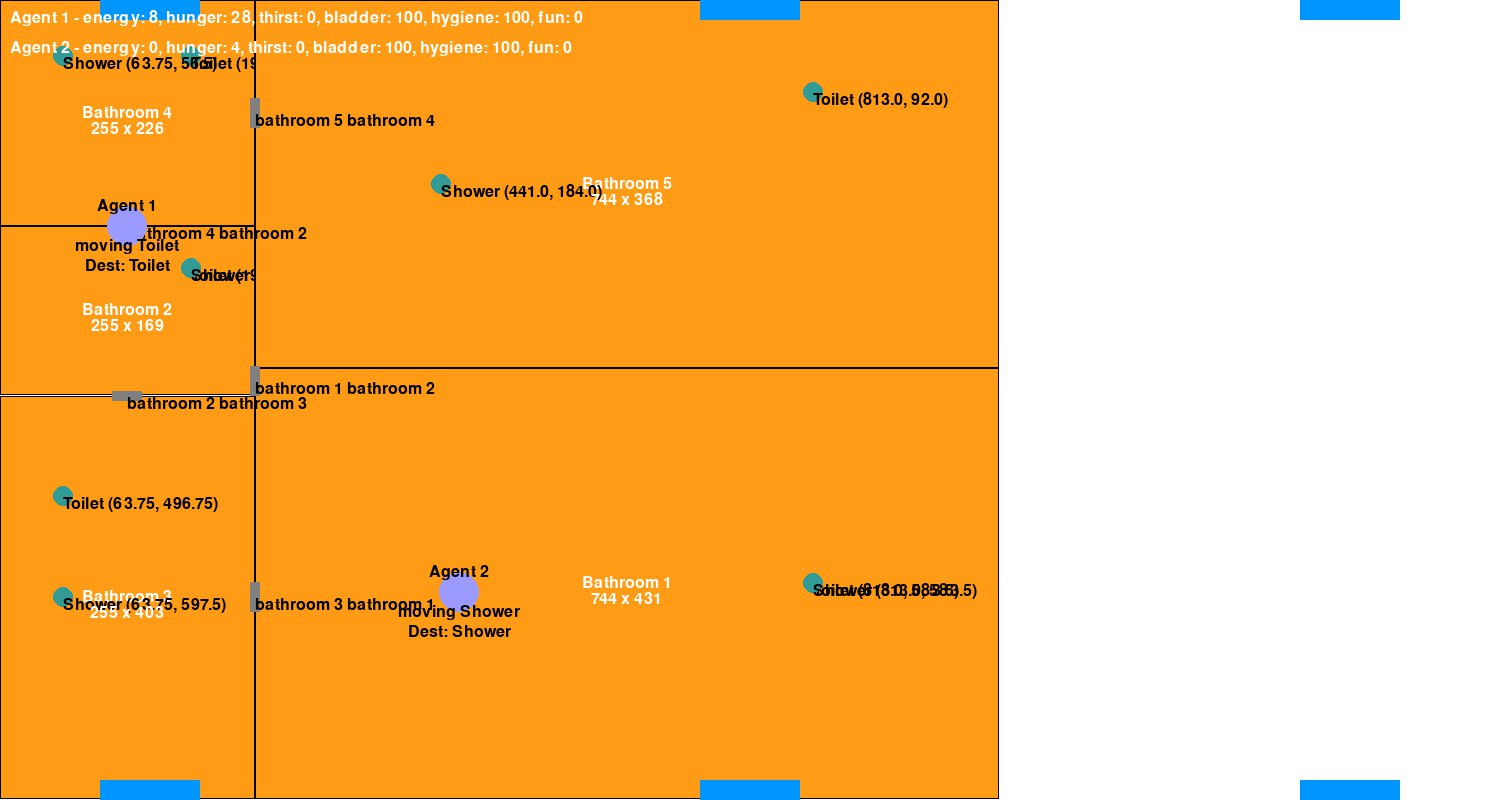 Agent 1 - energy: 8, hunger: 28, thirst: 0, bladder: 100, hygiene: 100, fun: 0
Agent 2 - energy: 0, hunger: 4, thirst: 0, bladder: 100, hygiene: 100, fun: 0
Shower (63.75, 56.5)
Toilet (19
Toilet (813.0, 92.0)
Bathroom 4
255 x 226
bathroom 5 bathroom 4
Shower (441.0, 184.0)
Bathroom 5
744 x 368
Agent 1
bathroom 4 bathroom 2
moving Toilet
Dest: Toilet
Bathroom 2
255 x 169
bathroom 1 bathroom 2
bathroom 2 bathroom 3
Toilet (63.75, 496.75)
Bathroom 3
Shower (63.75, 597.5)
255 x 403
bathroom 3 bathroom 1
Agent 2
moving Shower
Dest: Shower
Bathroom 1
744 x 431